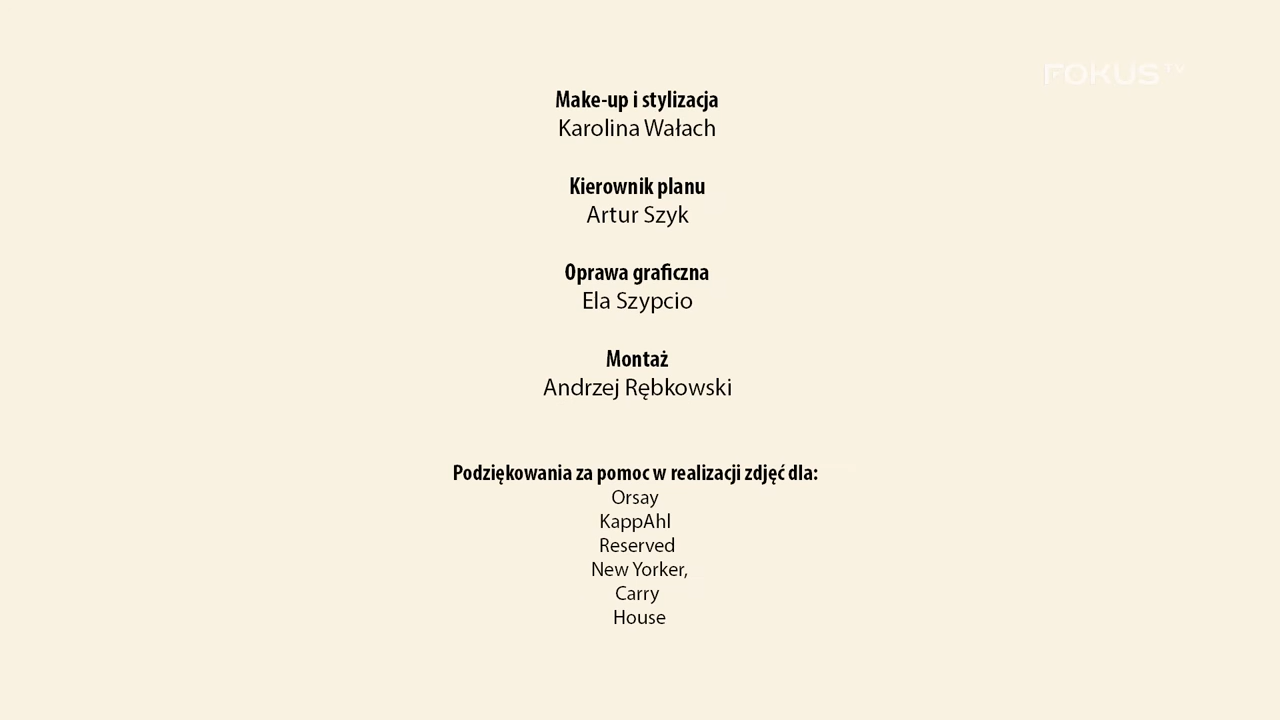 FOKUS TV
Make-up i stylizacja
Karolina Wałach
Kierownik planu
Artur Szyk
Oprawa graficzna
Ela Szypcio
Montaż
Andrzej Rębkowski
Podziękowania za pomoc w realizacji zdjęć dla:
Orsay
KappAhl
Reserved
New Yorker,
Carry
House